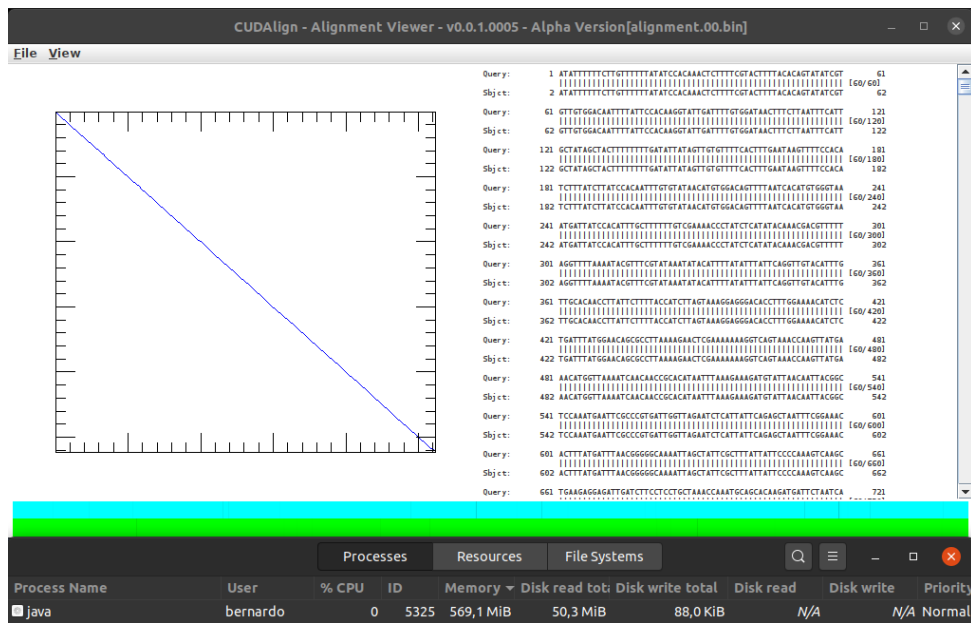 CUDAlign - Alignment Viewer - v0.0.1.0005 - Alpha Version[alignment.00.bin]
File View
Query: 1 ATATTTTTTCTTGTTTTTTATATCCACAAACTCTTTTCGTACTTTTACACAGTATATCGT 61
|||||||||||||||||||||||||||||||||||||||||||||||||||||||||||| [60/60]
Sbjct: 2 ATATTTTTTCTTGTTTTTTATATCCACAAACTCTTTTCGTACTTTTACACAGTATATCGT 62
Query: 61 GTTGTGGACAATTTTATTCCACAAGGTATTGATTTTGTGGATAACTTTCTTAATTTCATT 121
|||||||||||||||||||||||||||||||||||||||||||||||||||||||||||| [60/120]
Sbjct: 62 GTTGTGGACAATTTTATTCCACAAGGTATTGATTTTGTGGATAACTTTCTTAATTTCATT 122
Query: 121 GCTATAGCTACTTTTTTTTGATATTATAGTTGTGTTTTCACTTTGAATAAGTTTTCCACA 181
|||||||||||||||||||||||||||||||||||||||||||||||||||||||||||| [60/180]
Sbjct: 122 GCTATAGCTACTTTTTTTTGATATTATAGTTGTGTTTTCACTTTGAATAAGTTTTCCACA 182
Query: 181 TCTTTATCTTATCCACAATTTGTGTATAACATGTGGACAGTTTTAATCACATGTGGGTAA 241
|||||||||||||||||||||||||||||||||||||||||||||||||||||||||||| [60/240]
Sbjct: 182 TCTTTATCTTATCCACAATTTGTGTATAACATGTGGACAGTTTTAATCACATGTGGGTAA 242
Query: 241 ATGATTATCCACATTTGCTTTTTTGTCGAAAACCCTATCTCATATACAAACGACGTTTTT 301
|||||||||||||||||||||||||||||||||||||||||||||||||||||||||||| [60/300]
Sbjct: 242 ATGATTATCCACATTTGCTTTTTTGTCGAAAACCCTATCTCATATACAAACGACGTTTTT 302
Query: 301 AGGTTTTAAAATACGTTTCGTATAAATATACATTTTATATTTATTCAGGTTGTACATTTG 361
|||||||||||||||||||||||||||||||||||||||||||||||||||||||||||| [60/360]
Sbjct: 302 AGGTTTTAAAATACGTTTCGTATAAATATACATTTTATATTTATTCAGGTTGTACATTTG 362
Query: 361 TTGCACAACCTTATTCTTTTACCATCTTAGTAAAGGAGGGACACCTTTGGAAAACATCTC 421
|||||||||||||||||||||||||||||||||||||||||||||||||||||||||||| [60/420]
Sbjct: 362 TTGCACAACCTTATTCTTTTACCATCTTAGTAAAGGAGGGACACCTTTGGAAAACATCTC 422
Query: 421 TGATTTATGGAACAGCGCCTTAAAAGAACTCGAAAAAAAGGTCAGTAAACCAAGTTATGA 481
|||||||||||||||||||||||||||||||||||||||||||||||||||||||||||| [60/480]
Sbjct: 422 TGATTTATGGAACAGCGCCTTAAAAGAACTCGAAAAAAAGGTCAGTAAACCAAGTTATGA 482
Query: 481 AACATGGTTAAAATCAACAACCGCACATAATTTAAAGAAAGATGTATTAACAATTACGGC 541
|||||||||||||||||||||||||||||||||||||||||||||||||||||||||||| [60/540]
Sbjct: 482 AACATGGTTAAAATCAACAACCGCACATAATTTAAAGAAAGATGTATTAACAATTACGGC 542
Query: 541 TCCAAATGAATTCGCCCGTGATTGGTTAGAATCTCATTATTCAGAGCTAATTTCGGAAAC 601
|||||||||||||||||||||||||||||||||||||||||||||||||||||||||||| [60/600]
Sbjct: 542 TCCAAATGAATTCGCCCGTGATTGGTTAGAATCTCATTATTCAGAGCTAATTTCGGAAAC 602
Query: 601 ACTTTATGATTTAACGGGGGCAAAATTAGCTATTCGCTTTATTATTCCCCAAAGTCAAGC 661
|||||||||||||||||||||||||||||||||||||||||||||||||||||||||||| [60/660]
Sbjct: 602 ACTTTATGATTTAACGGGGGCAAAATTAGCTATTCGCTTTATTATTCCCCAAAGTCAAGC 662
Query: 661 TGAAGAGGAGATTGATCTTCCTCCTGCTAAACCAAATGCAGCACAAGATGATTCTAATCA 721
Processes Resources File Systems
Process Name User % CPU ID Memory Disk read tot: Disk write total Disk read Disk write Priority
java bernardo 0 5325 569,1 MiB 50,3 MiB 88,0 KiB N/A N/A Normal